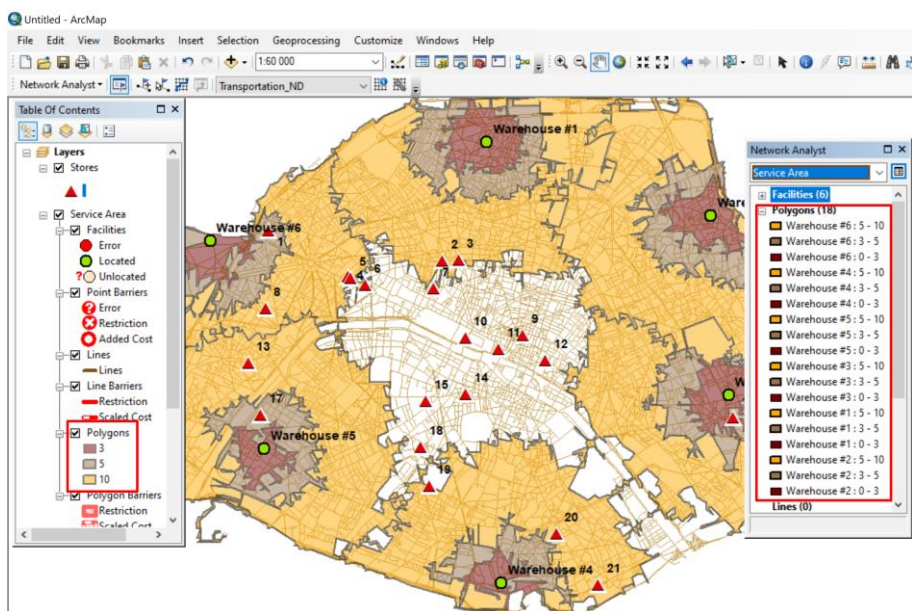 Untitled - ArcMap
File Edit View Bookmarks Insert Selection Geoprocessing Customize Windows Help
1:60 000
Network Analyst
Transportation_ND
Table Of Contents
Layers
Stores
Service Area
Facilities
Error
Located
Unlocated
Point Barriers
Error
Restriction
Added Cost
Lines
Lines
Line Barriers
Restriction
Scaled Cost
Polygons
3
5
10
Polygon Barriers
Restriction
Scaled Cost
Warehouse #1
Warehouse #6
1
2
3
5
4
6
7
8
9
10
11
12
13
14
15
17
Warehouse #5
18
19
20
Warehouse #4
21
Network Analyst
Service Area
Facilities (6)
Polygons (18)
Warehouse #6 : 5 - 10
Warehouse #6 : 3 - 5
Warehouse #6 : 0 - 3
Warehouse #4 : 5 - 10
Warehouse #4 : 3 - 5
Warehouse #4 : 0 - 3
Warehouse #5 : 5 - 10
Warehouse #5 : 3 - 5
Warehouse #5 : 0 - 3
Warehouse #3 : 5 - 10
Warehouse #3 : 3 - 5
Warehouse #3 : 0 - 3
Warehouse #1 : 5 - 10
Warehouse #1 : 3 - 5
Warehouse #1 : 0 - 3
Warehouse #2 : 5 - 10
Warehouse #2 : 3 - 5
Warehouse #2 : 0 - 3
Lines (0)